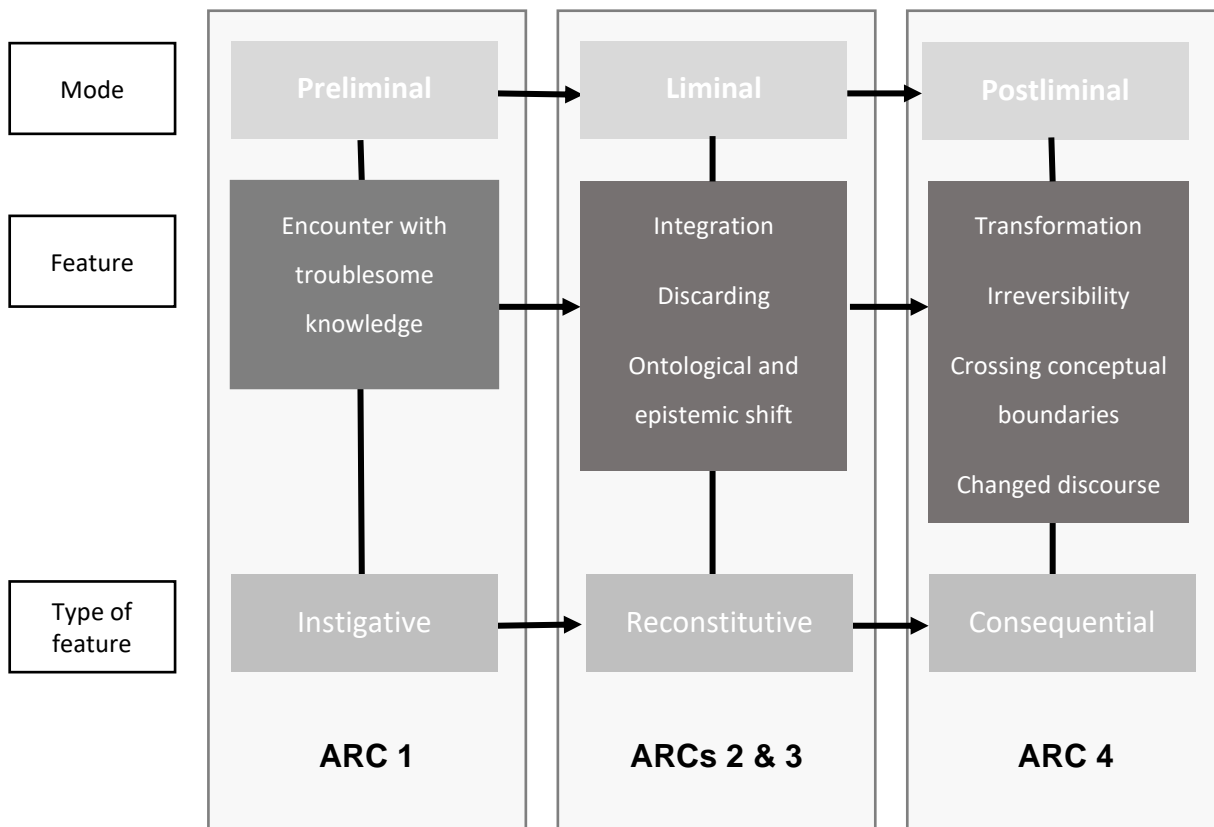 Mode
Preliminal
Liminal
Postliminal
Feature
Encounter with
troublesome
knowledge
Integration
Discarding
Ontological and
epistemic shift
Transformation
Irreversibility
Crossing conceptual
boundaries
Changed discourse
Type of
feature
Instigative
Reconstitutive
Consequential
ARC 1
ARCs 2 & 3
ARC 4